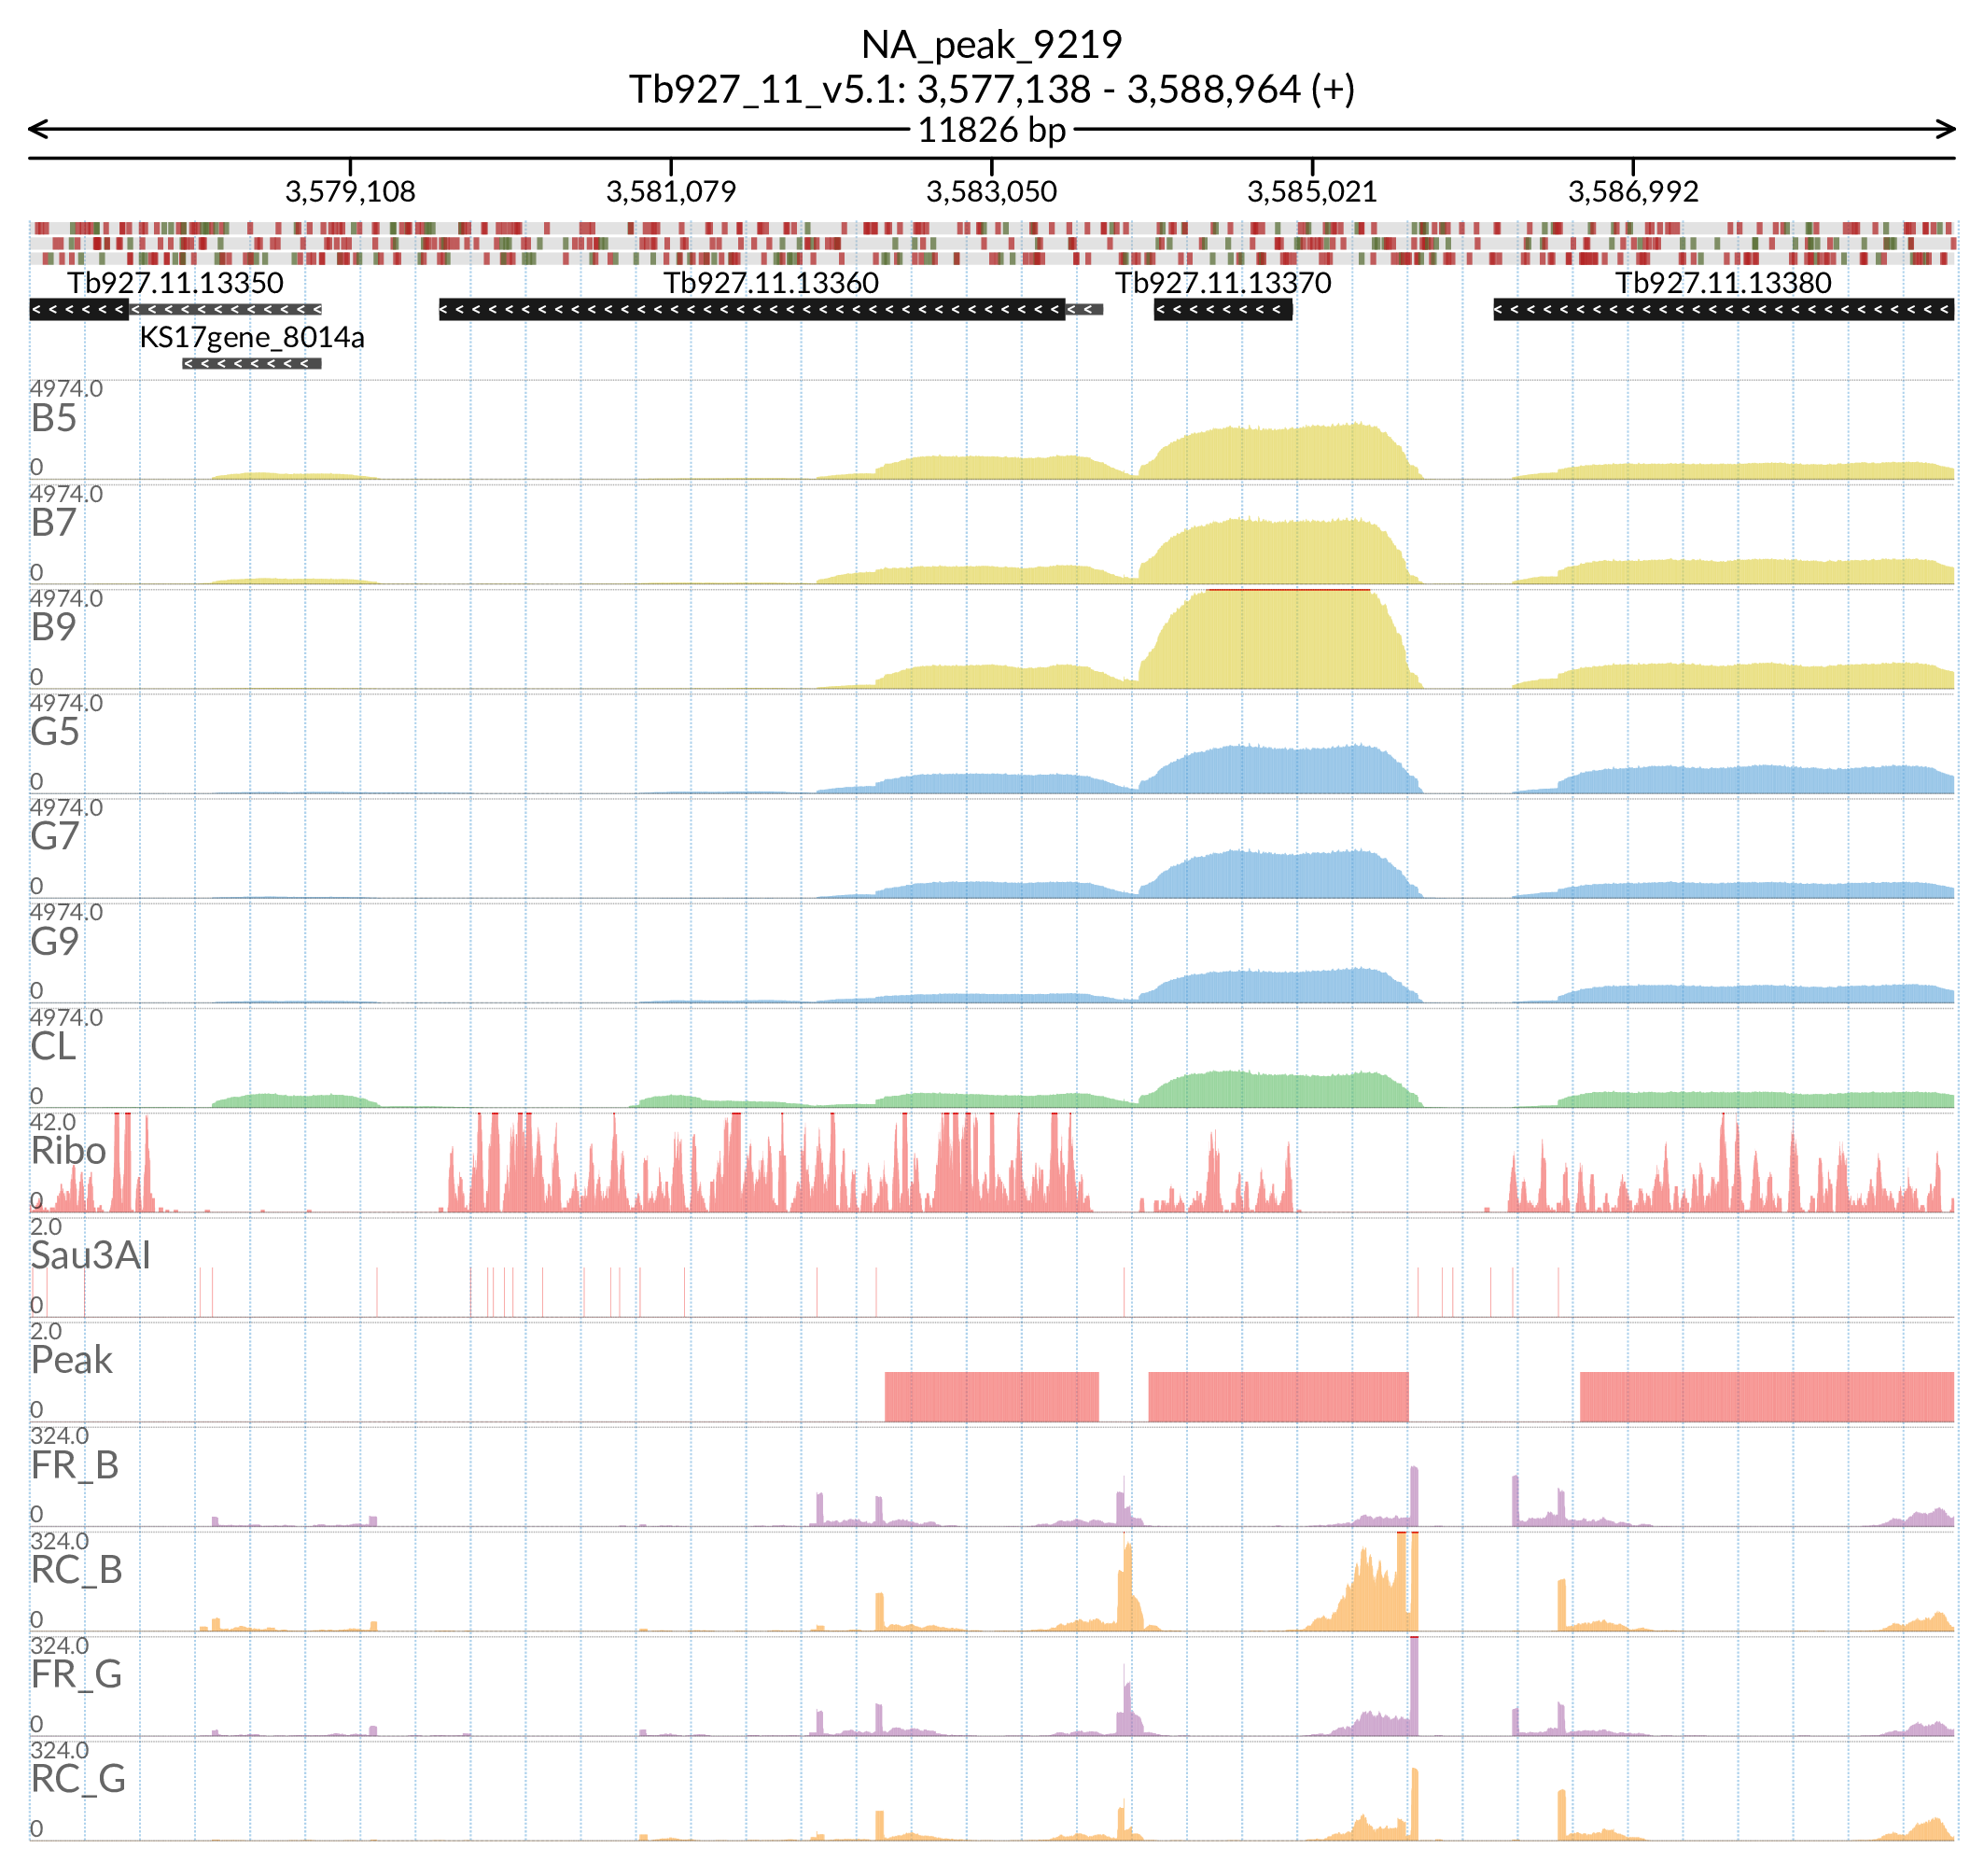 NA_peak_9219
Tb927_11_v5.1: 3,577,138 - 3,588,964 (+)
11826 bp
3,579,108 3,581,079 3,583,050 3,585,021 3,586,992
Tb927.11.13350 Tb927.11.13360 Tb927.11.13370 Tb927.11.13380
KS17gene_8014a
4974.0
B5
0
4974.0
B7
0
4974.0
B9
0
4974.0
G5
0
4974.0
G7
0
4974.0
G9
0
4974.0
CL
0
42.0
Ribo
0
2.0
Sau3AI
0
2.0
Peak
0
324.0
FR_B
0
324.0
RC_B
0
324.0
FR_G
0
324.0
RC_G
0